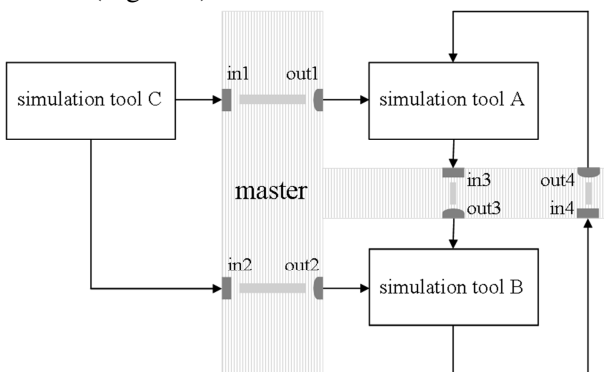 in1 out1
simulation tool C
simulation tool A
in3 out4
master
out3 in4
in2 out2
simulation tool B